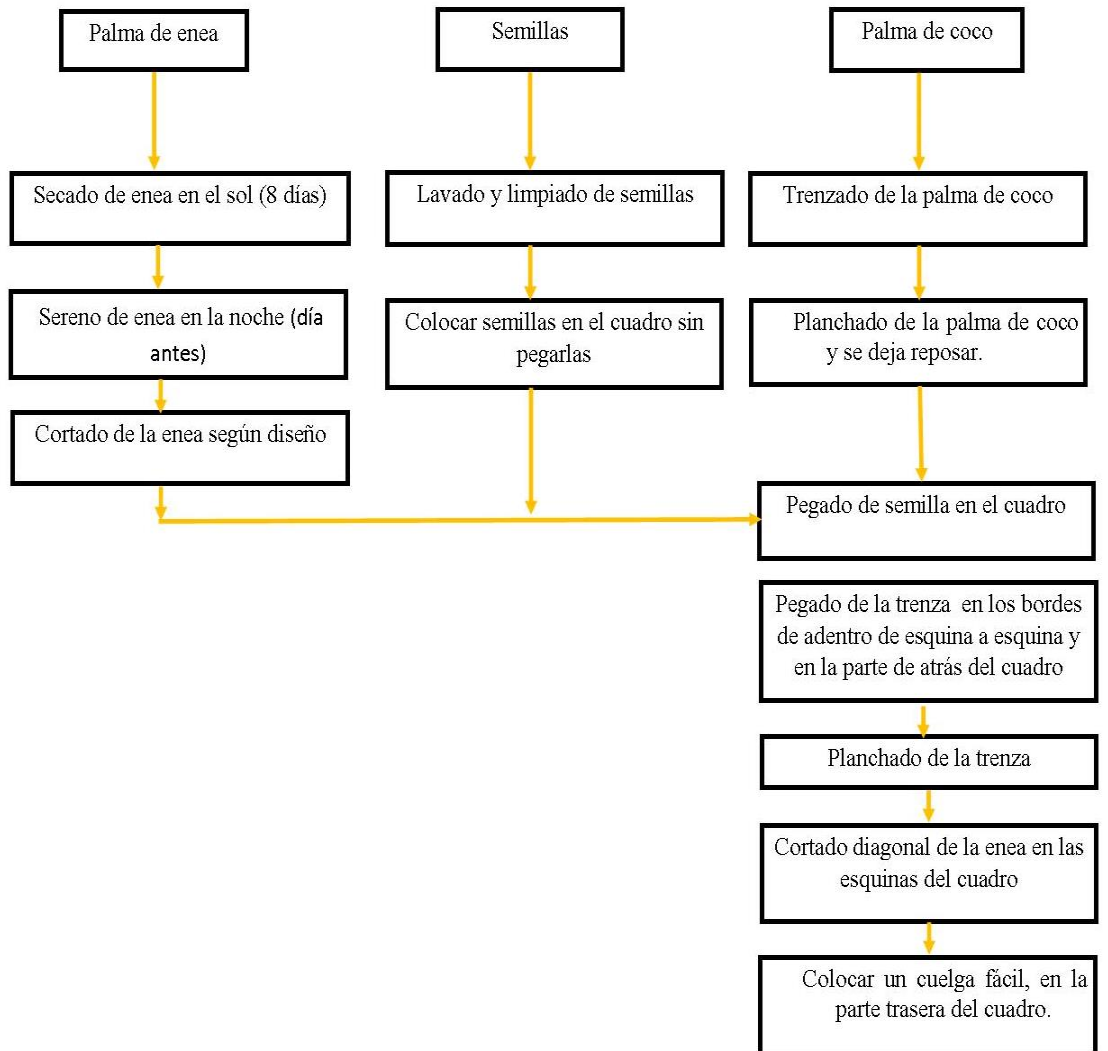 Palma de enea
Semillas
Palma de coco
Secado de enea en el sol (8 días)
Lavado y limpiado de semillas
Trenzado de la palma de coco
Sereno de enea en la noche (día
antes)
Colocar semillas en el cuadro sin
pegarlas
Planchado de la palma de coco
y se deja reposar.
Cortado de la enea según diseño
Pegado de semilla en el cuadro
Pegado de la trenza en los bordes
de adentro de esquina a esquina y
en la parte de atrás del cuadro
Planchado de la trenza
Cortado diagonal de la enea en las
esquinas del cuadro
Colocar un cuelga fácil, en la
parte trasera del cuadro.